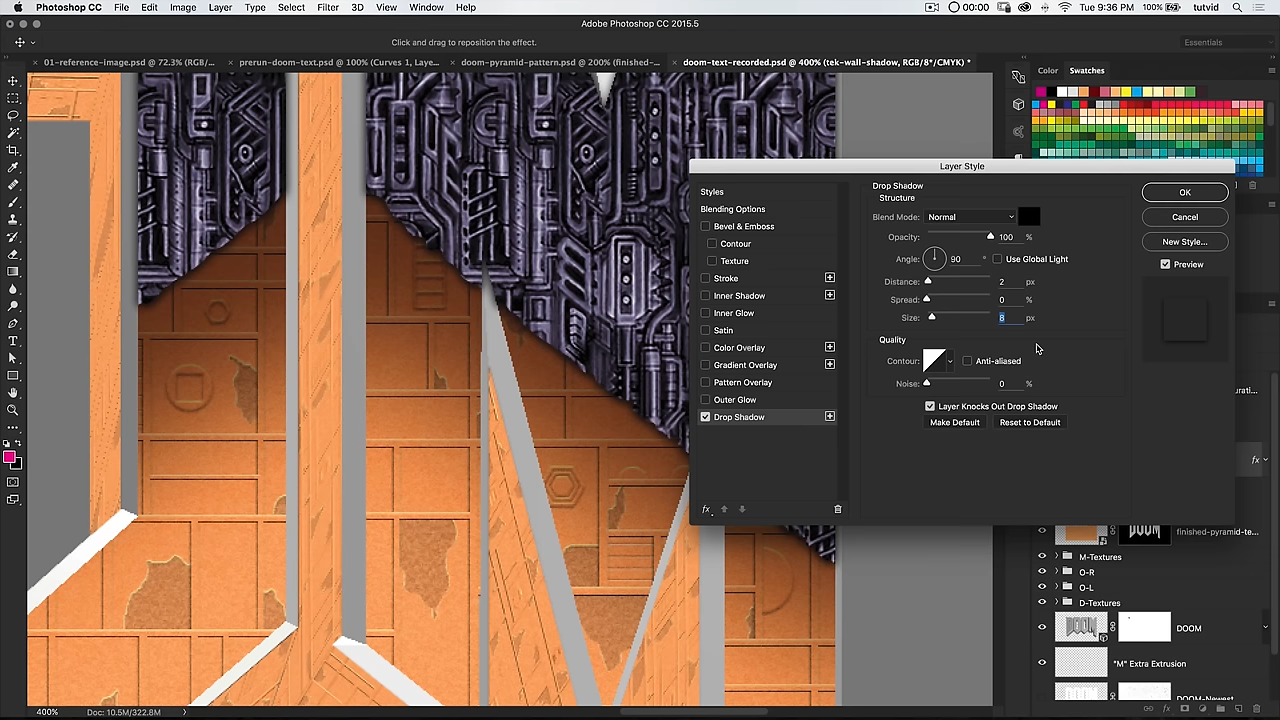 Photoshop CC File Edit Image Layer Type Select Filter 3D View Window Help 00:00 100% Tue 9:36 PM tutvid
Adobe Photoshop CC 2015.5
Click and drag to reposition the effect. Essentials
× 01-reference-image.psd @ 72.3% (RGB/... × prerun-doom-text.psd @ 100% (Curves 1, Laye... × doom-pyramid-pattern.psd @ 200% (finished-... × doom-text-recorded.psd @ 400% (tek-wall-shadow, RGB/8*/CMYK) *
Color Swatches
Layer Style
Styles
Blending Options
Bevel & Emboss
Contour
Texture
Stroke
Inner Shadow
Inner Glow
Satin
Color Overlay
Gradient Overlay
Pattern Overlay
Outer Glow
Drop Shadow
fx
Drop Shadow
Structure
Blend Mode: Normal
Opacity: 100 %
Angle: 90 ° Use Global Light
Distance: 2 px
Spread: 0 %
Size: 8 px
Quality
Contour: Anti-aliased
Noise: 0 %
Layer Knocks Out Drop Shadow
Make Default Reset to Default
OK
Cancel
New Style...
Preview
urati...
fx
finished-pyramid-te...
M-Textures
O-R
O-L
D-Textures
DOOM
"M" Extra Extrusion
DOOM-Newest
400% Doc: 10.5M/322.8M
fx